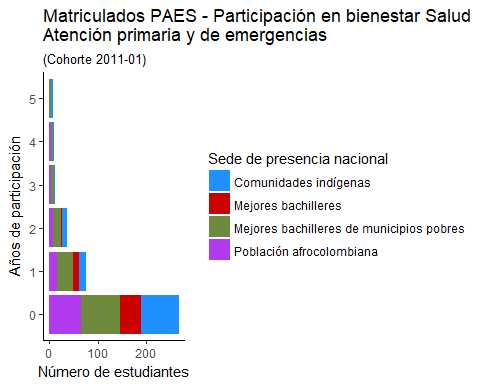 Matriculados PAES - Participación en bienestar Salud
Atención primaria y de emergencias
(Cohorte 2011-01)
Años de participación
5
4
3
2
1
0
0 100 200
Número de estudiantes
Sede de presencia nacional
Comunidades indígenas
Mejores bachilleres
Mejores bachilleres de municipios pobres
Población afrocolombiana